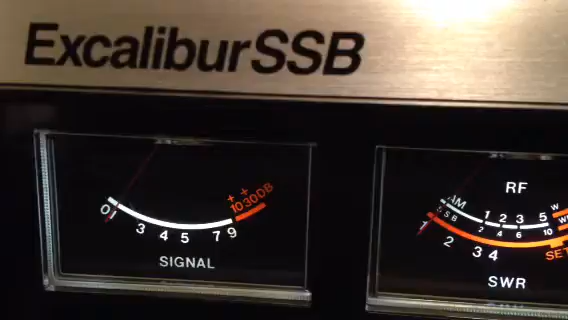 ExcaliburSSB
0 1 3 4 5 7 9 +10 +30DB
SIGNAL
RF
AM 1 2 3 5 W
SSB 2 4 6 10
1 2 3 4 SET
SWR